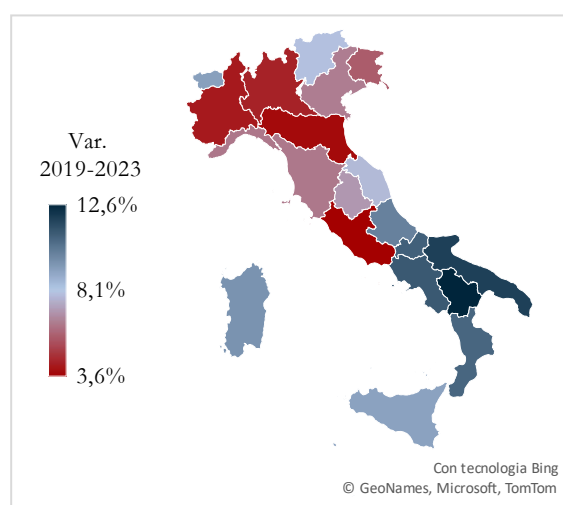 Var.
2019-2023
12,6%
8,1%
3,6%
Con tecnologia Bing
© GeoNames, Microsoft, TomTom